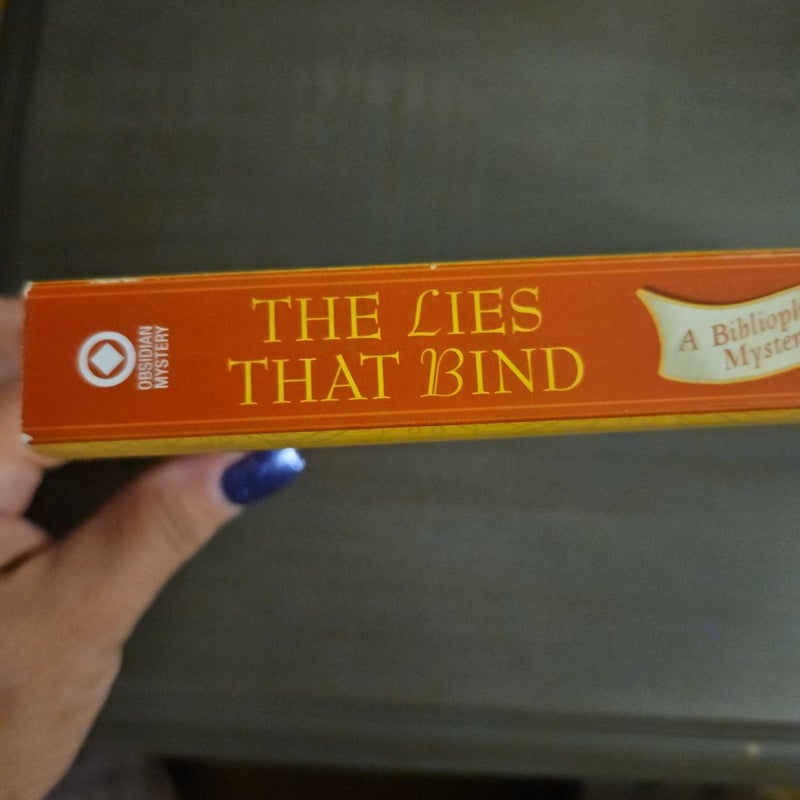 OBSIDIAN
MYSTERY
THE LIES
THAT BIND
A Biblioph
Myster